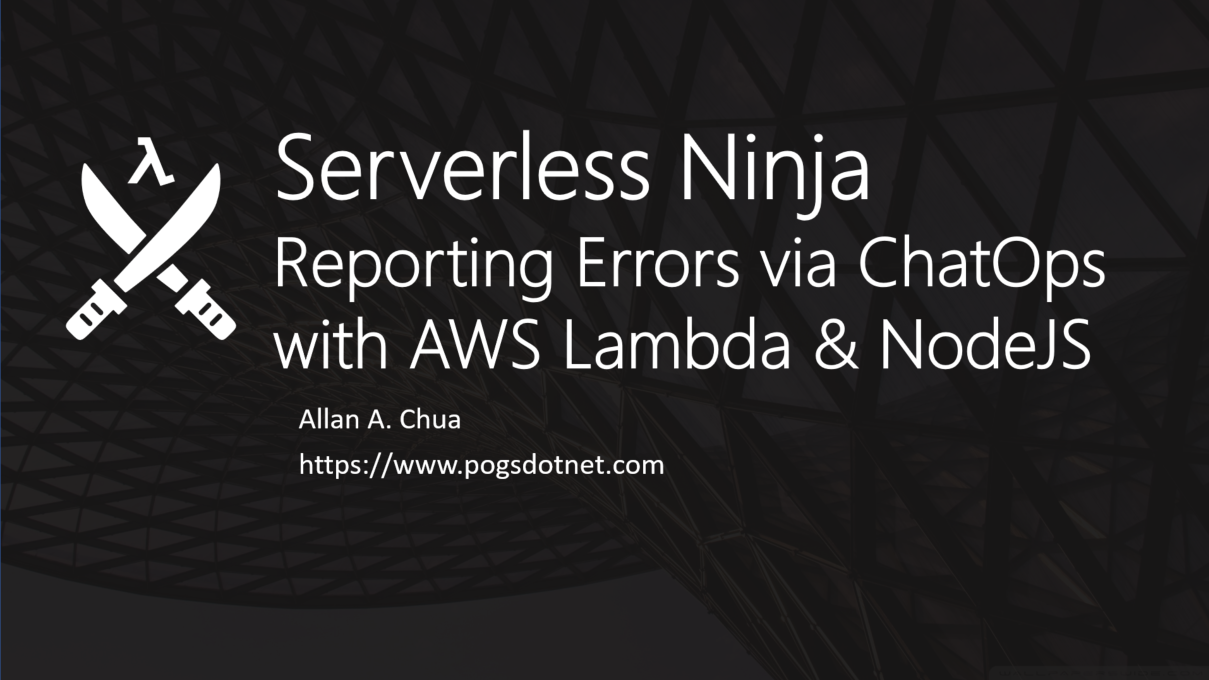 λ
Serverless Ninja
Reporting Errors via ChatOps
with AWS Lambda & NodeJS
Allan A. Chua
https://www.pogsdotnet.com